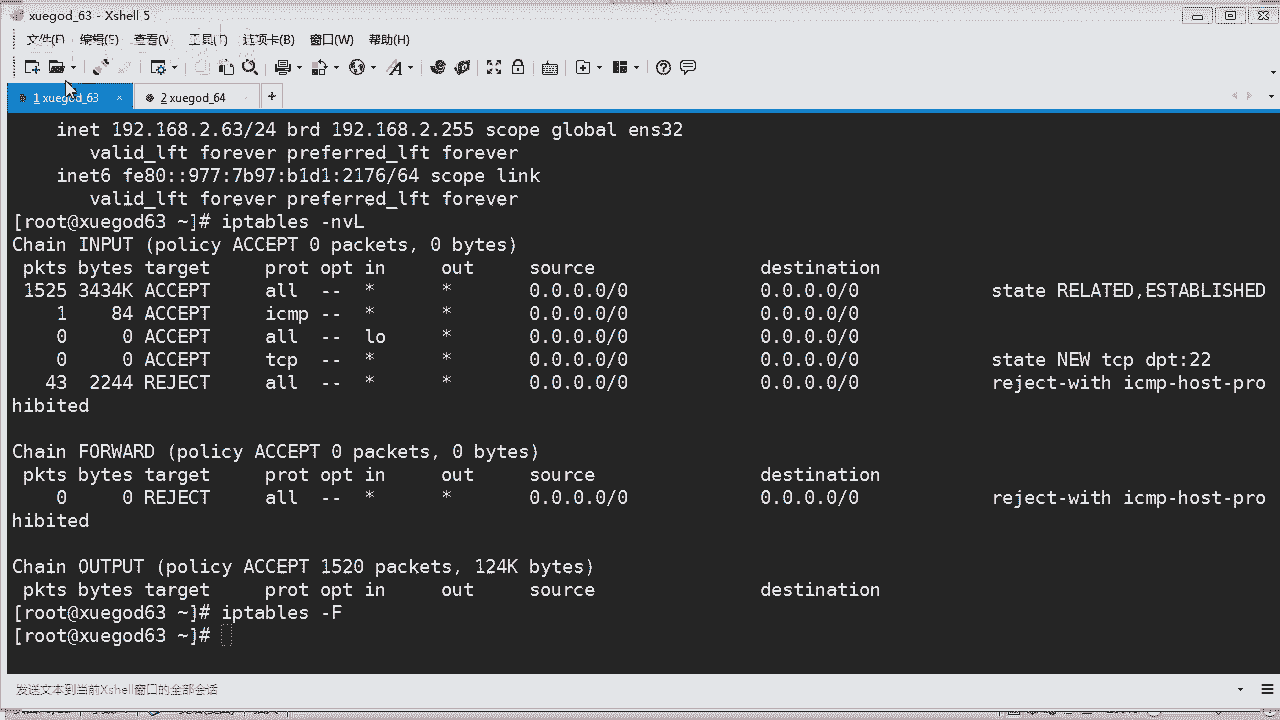 xuegod_63 - Xshell 5
文件(F) 编辑(E) 查看(V) 工具(T) 选项卡(B) 窗口(W) 帮助(H)
1 xuegod_63 × 2 xuegod_64 +
inet 192.168.2.63/24 brd 192.168.2.255 scope global ens32
valid_lft forever preferred_lft forever
inet6 fe80::977:7b97:b1d1:2176/64 scope link
valid_lft forever preferred_lft forever
[root@xuegod63 ~]# iptables -nvL
Chain INPUT (policy ACCEPT 0 packets, 0 bytes)
pkts bytes target prot opt in out source destination
1525 3434K ACCEPT all -- * * 0.0.0.0/0 0.0.0.0/0 state RELATED,ESTABLISHED
1 84 ACCEPT icmp -- * * 0.0.0.0/0 0.0.0.0/0
0 0 ACCEPT all -- lo * 0.0.0.0/0 0.0.0.0/0
0 0 ACCEPT tcp -- * * 0.0.0.0/0 0.0.0.0/0 state NEW tcp dpt:22
43 2244 REJECT all -- * * 0.0.0.0/0 0.0.0.0/0 reject-with icmp-host-pro
hibited
Chain FORWARD (policy ACCEPT 0 packets, 0 bytes)
pkts bytes target prot opt in out source destination
0 0 REJECT all -- * * 0.0.0.0/0 0.0.0.0/0 reject-with icmp-host-pro
hibited
Chain OUTPUT (policy ACCEPT 1520 packets, 124K bytes)
pkts bytes target prot opt in out source destination
[root@xuegod63 ~]# iptables -F
[root@xuegod63 ~]#
发送文本到当前Xshell窗口的全部会话